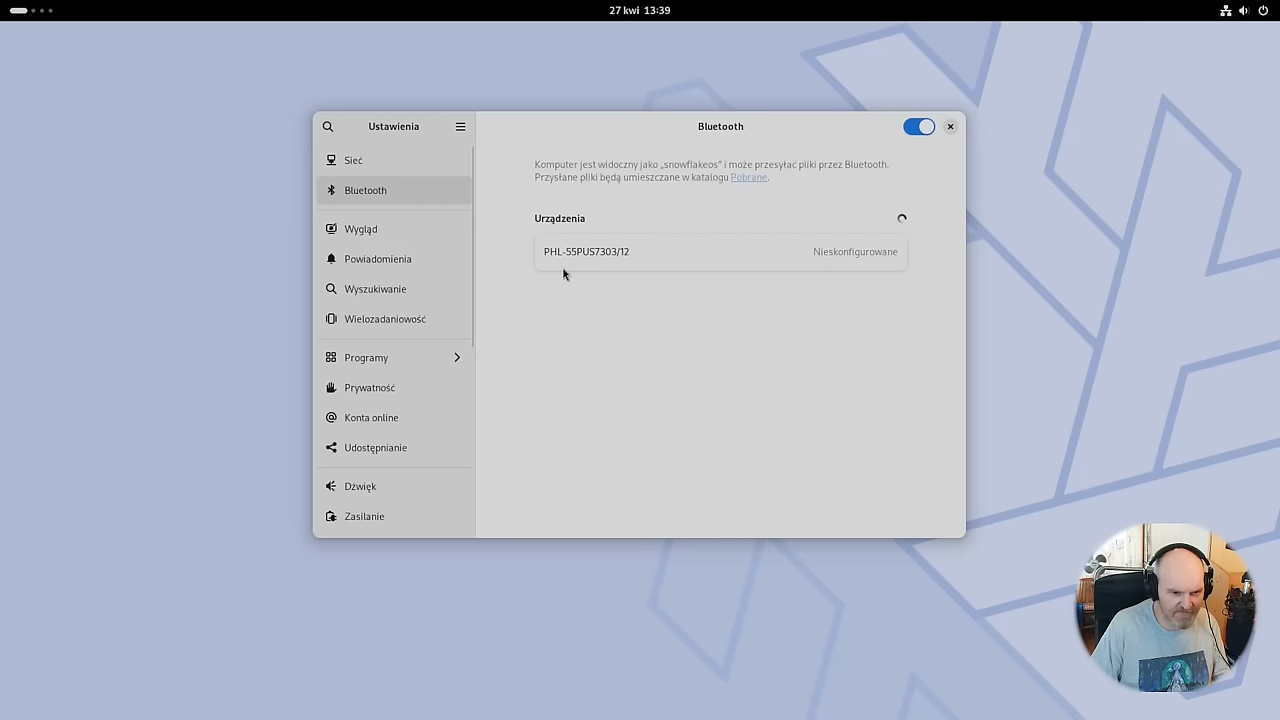 27 kwi 13:39
Ustawienia
Bluetooth
Sieć
Bluetooth
Wygląd
Powiadomienia
Wyszukiwanie
Wielozadaniowość
Programy
Prywatność
Konta online
Udostępnianie
Dźwięk
Zasilanie
Komputer jest widoczny jako „snowflakeos” i może przesyłać pliki przez Bluetooth.
Przysłane pliki będą umieszczane w katalogu Pobrane.
Urządzenia
PHL-55PUS7303/12 Nieskonfigurowane